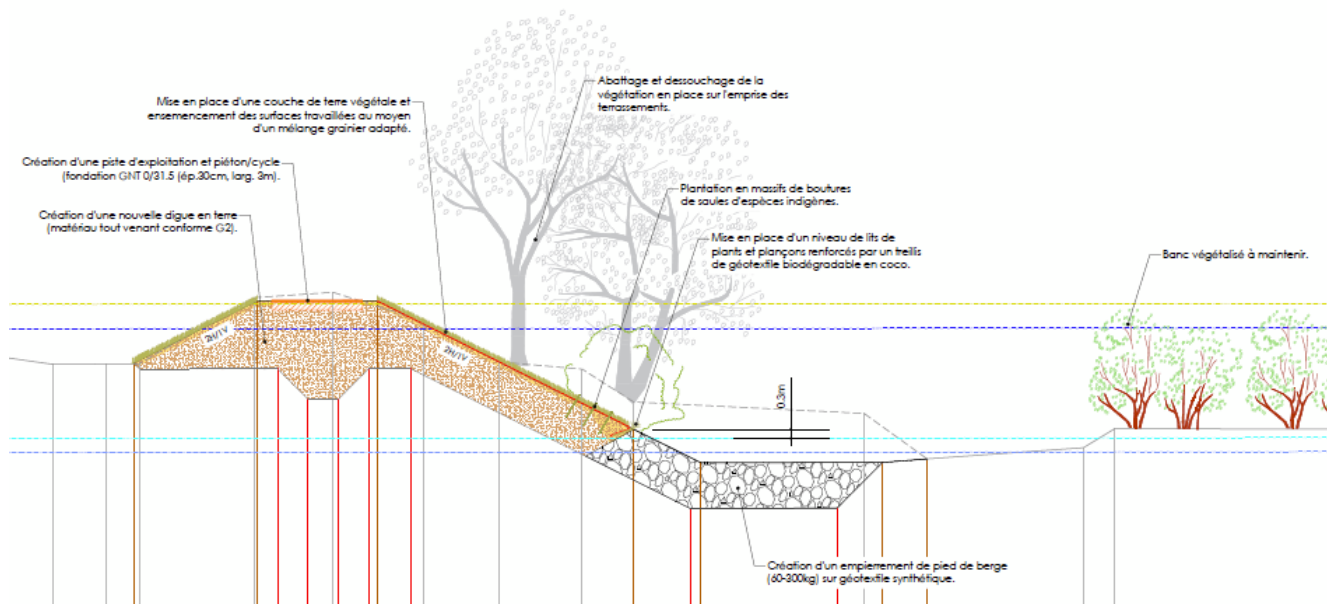 Abattage et dessouchage de la
végétation en place sur l'emprise des
terrassements.
Mise en place d'une couche de terre végétale et
ensemencement des surfaces travaillées au moyen
d'un mélange grainier adapté.
Création d'une piste d'exploitation et piéton/cycle
(fondation GNT 0/31.5 (ép.30cm, larg. 3m).
Plantation en massifs de boutures
de saules d'espèces indigènes.
Création d'une nouvelle digue en terre
(matériau tout venant conforme G2).
Mise en place d'un niveau de lits de
plants et plançons renforcés par un treillis
de géotextile biodégradable en coco.
Banc végétalisé à maintenir.
2H/1V
2H/1V
0.3m
Création d'un empierrement de pied de berge
(60-300kg) sur géotextile synthétique.